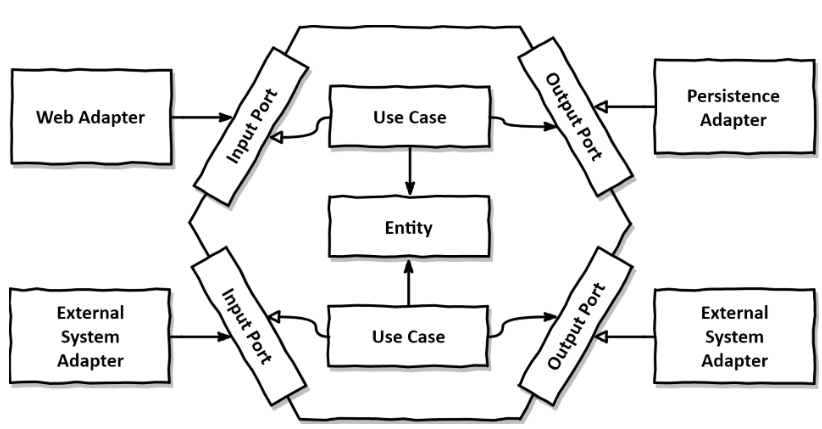 Web Adapter
Input Port
Use Case
Output Port
Persistence
Adapter
Entity
External
System
Adapter
Input Port
Use Case
Output Port
External
System
Adapter